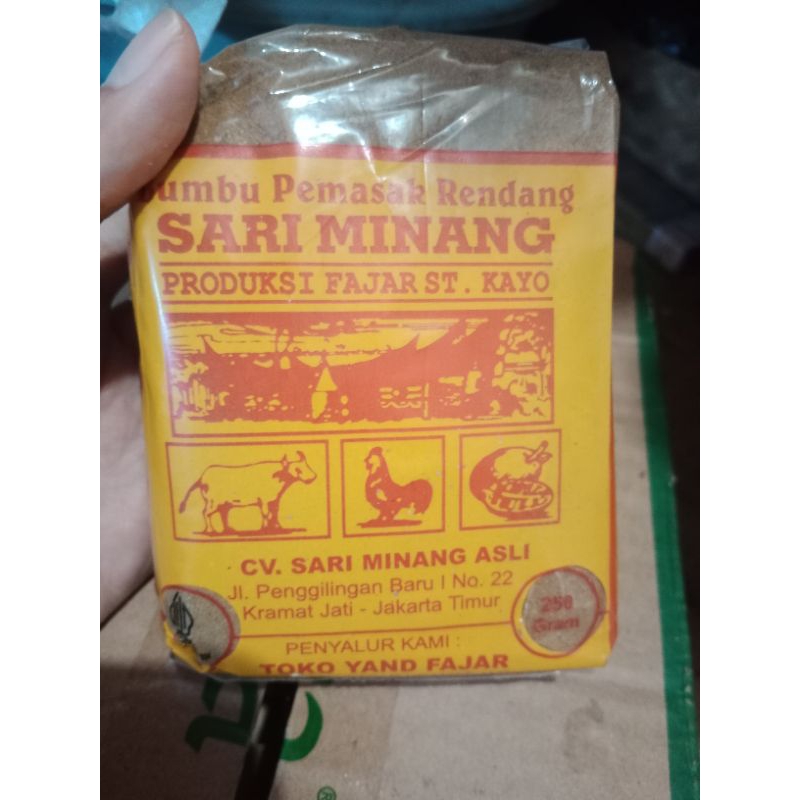 Bumbu Pemasak Rendang
SARI MINANG
PRODUKSI FAJAR ST. KAYO
CV. SARI MINANG ASLI
Jl. Penggilingan Baru I No. 22
Kramat Jati - Jakarta Timur
250
Gram
PENYALUR KAMI :
TOKO YAND FAJAR